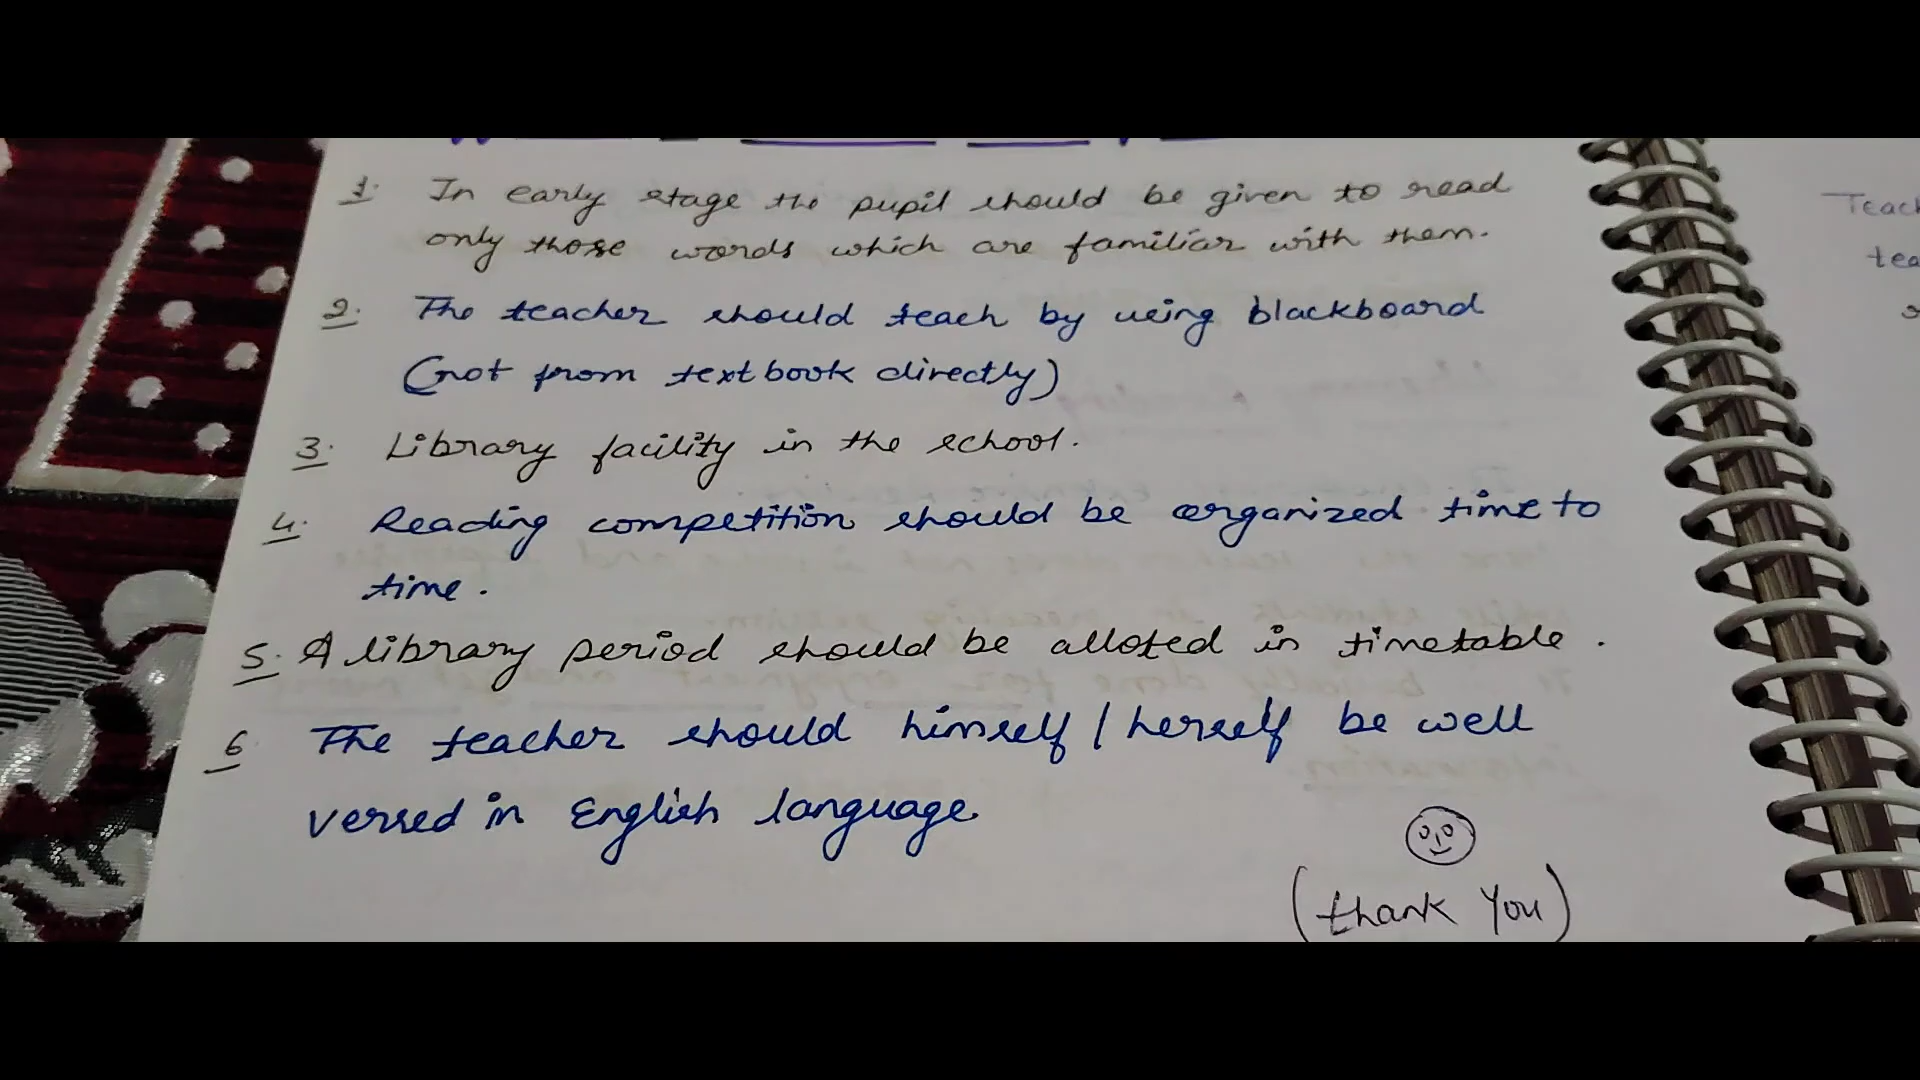 1. In early stage the pupil should be given to read
only those words which are familiar with them.
2. The teacher should teach by using blackboard
(not from textbook directly)
3. Library facility in the school.
4. Reading competition should be organized time to
time.
5. A library period should be alloted in timetable.
6 The teacher should himself / herself be well
versed in English language
(thank You)
Teach
tea